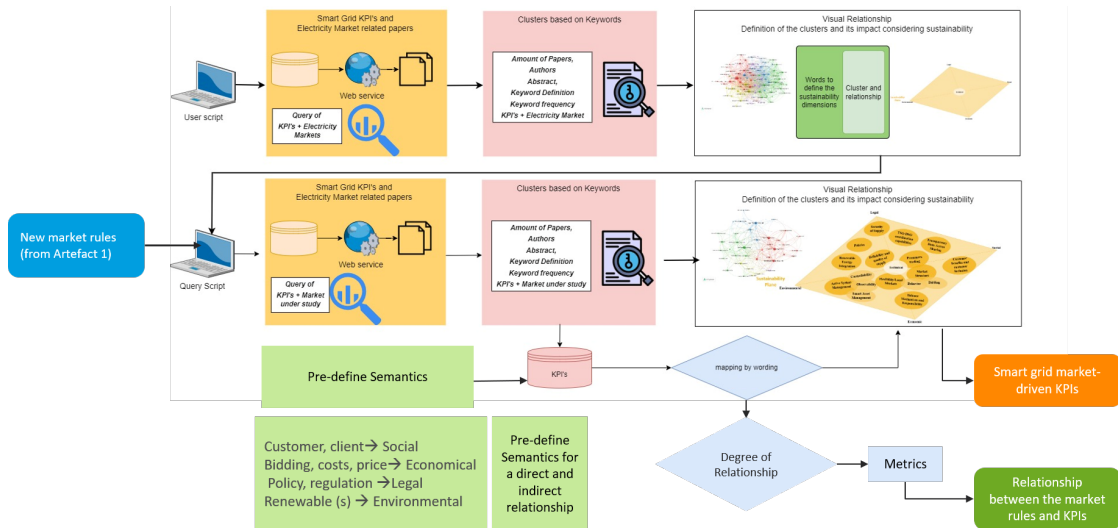 Smart Grid KPI's and
Electricity Market related papers
Web service
Query of
KPI's + Electricity
Markets
User script
Clusters based on Keywords
Amount of Papers,
Authors
Abstract,
Keyword Definition
Keyword frequency
KPI's + Electricity Market
Visual Relationship
Definition of the clusters and its impact considering sustainability
Words to
define the
sustainability
dimensions
Cluster and
relationship
New market rules
(from Artefact 1)
Query Script
Smart Grid KPI's and
Electricity Market related papers
Web service
Query of
KPI's + Market
under study
Clusters based on Keywords
Amount of Papers,
Authors
Abstract,
Keyword Definition
Keyword frequency
KPI's + Market under study
Visual Relationship
Definition of the clusters and its impact considering sustainability
Legal
Social
Sustainability
Plane
Environmental
Economic
Pre-define Semantics
KPI's
mapping by wording
Smart grid market-
driven KPIs
Customer, client→ Social
Bidding, costs, price→ Economical
Policy, regulation →Legal
Renewable (s) → Environmental
Pre-define
Semantics for
a direct and
indirect
relationship
Degree of
Relationship
Metrics
Relationship
between the market
rules and KPIs